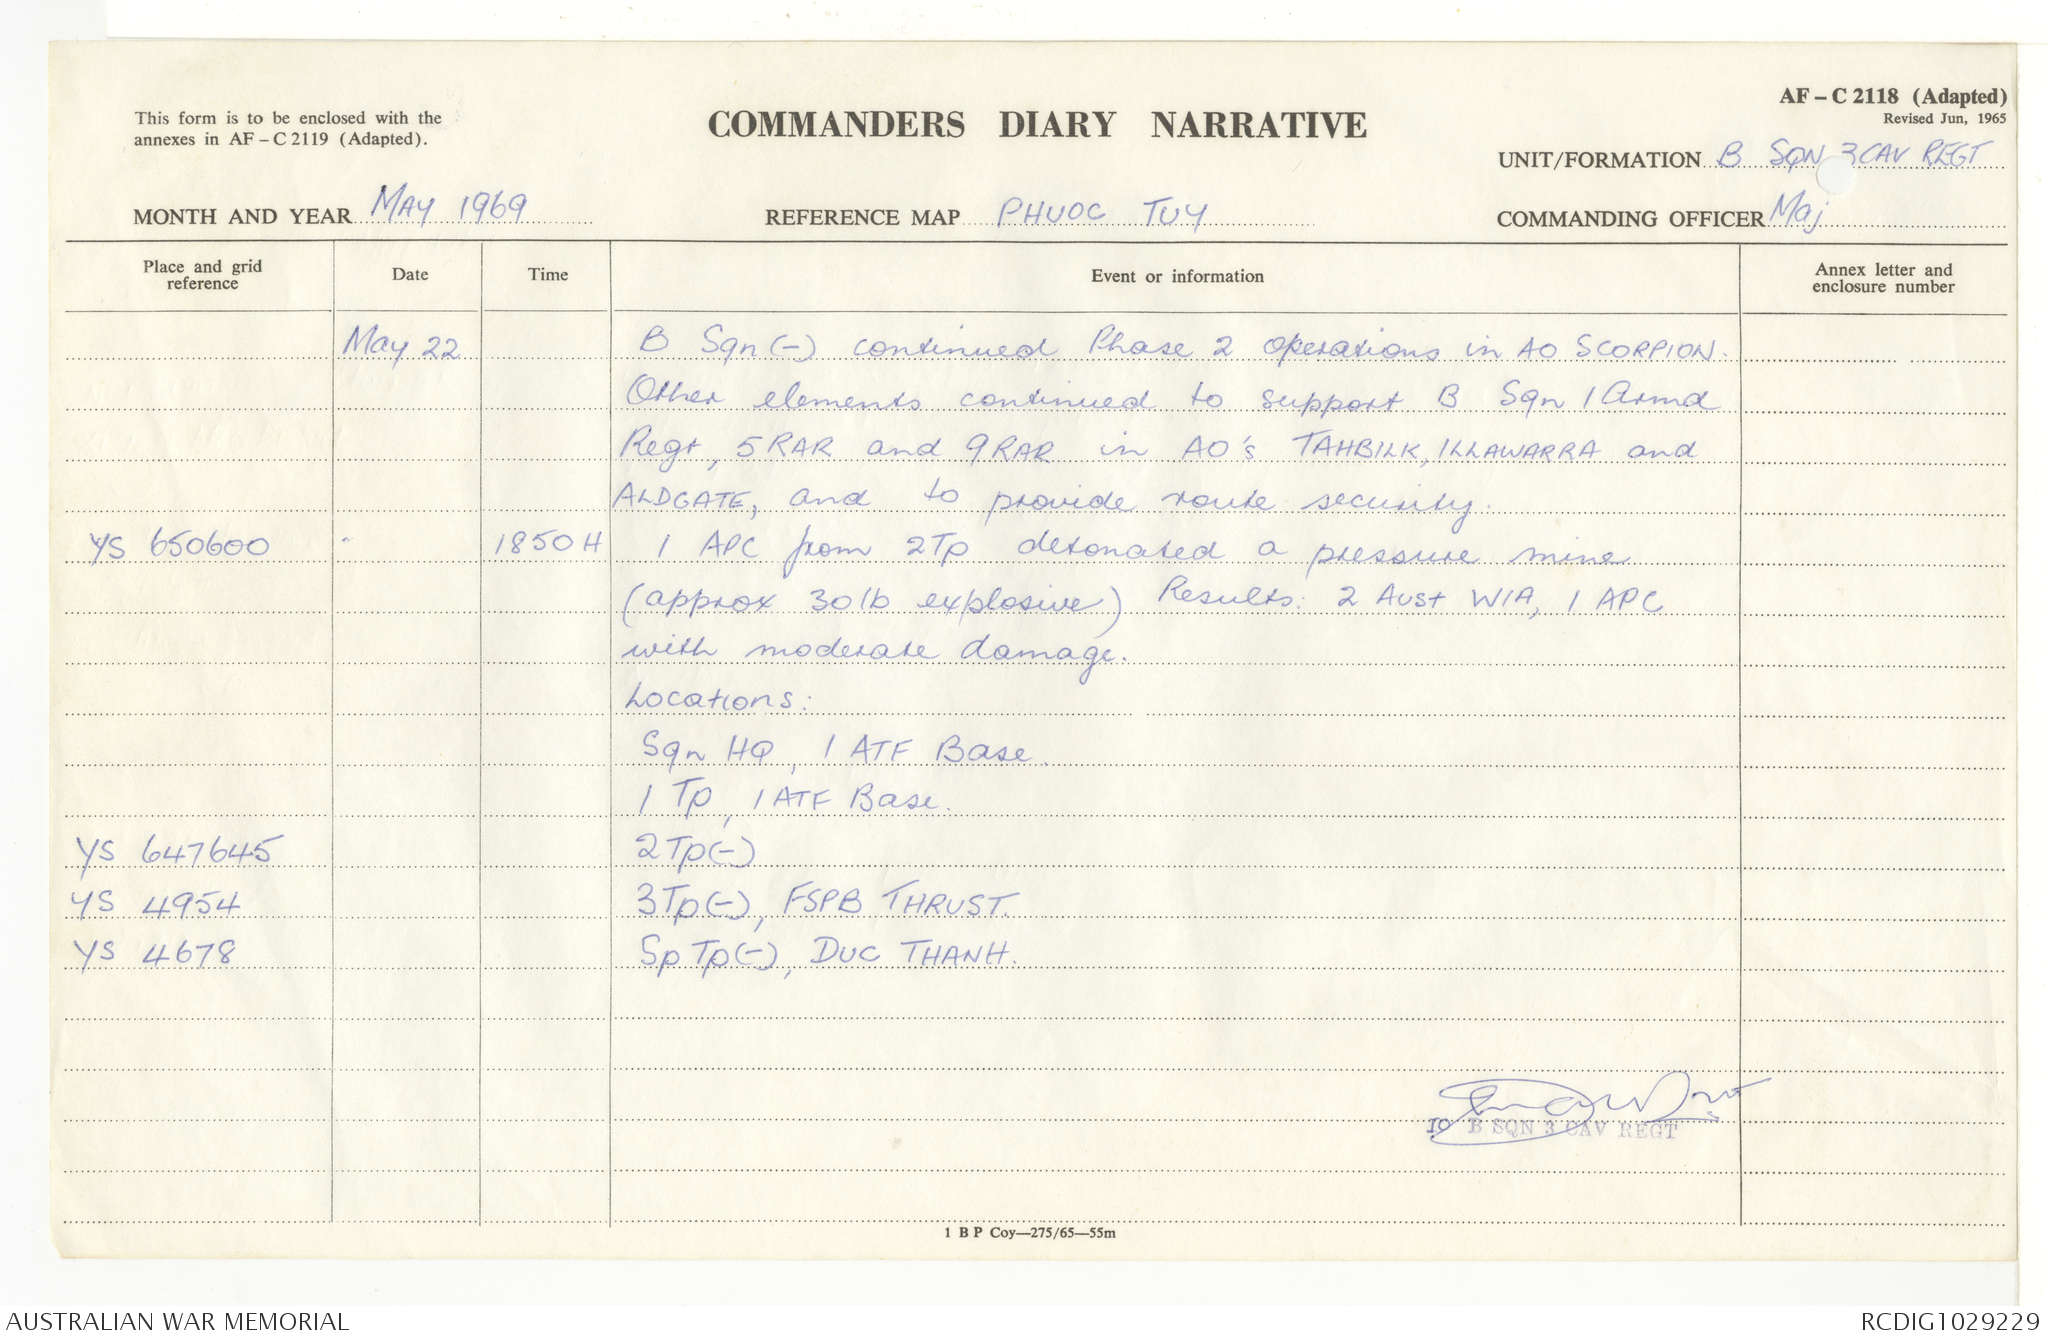 This form is to be enclosed with the
annexes in AF – C 2119 (Adapted).
COMMANDERS DIARY NARRATIVE
AF – C 2118 (Adapted)
Revised Jun, 1965
UNIT/FORMATION B SQN 3 CAV REGT
MONTH AND YEAR MAY 1969
REFERENCE MAP PHUOC TUY
COMMANDING OFFICER Maj
Place and grid
reference
Date
Time
Event or information
Annex letter and
enclosure number
May 22 B Sqn (-) continued Phase 2 operations in AO SCORPION.
Other elements continued to support B Sqn 1 Armd
Regt, 5 RAR and 9 RAR in AO's TAHBILK, ILLAWARRA and
ALDGATE, and to provide route security.
YS 650600 " 1850H 1 APC from 2Tp detonated a pressure mine
(approx 30 lb explosive) Results: 2 Aust WIA, 1 APC
with moderate damage.
Locations:
Sqn HQ, 1 ATF Base.
1 Tp, 1 ATF Base.
YS 647645 2Tp(-)
YS 4954 3Tp(-), FSPB THRUST.
YS 4678 Sp Tp(-), DUC THANH.
IO B SQN 3 CAV REGT
1 B P Coy—275/65—55m
AUSTRALIAN WAR MEMORIAL
RCDIG1029229